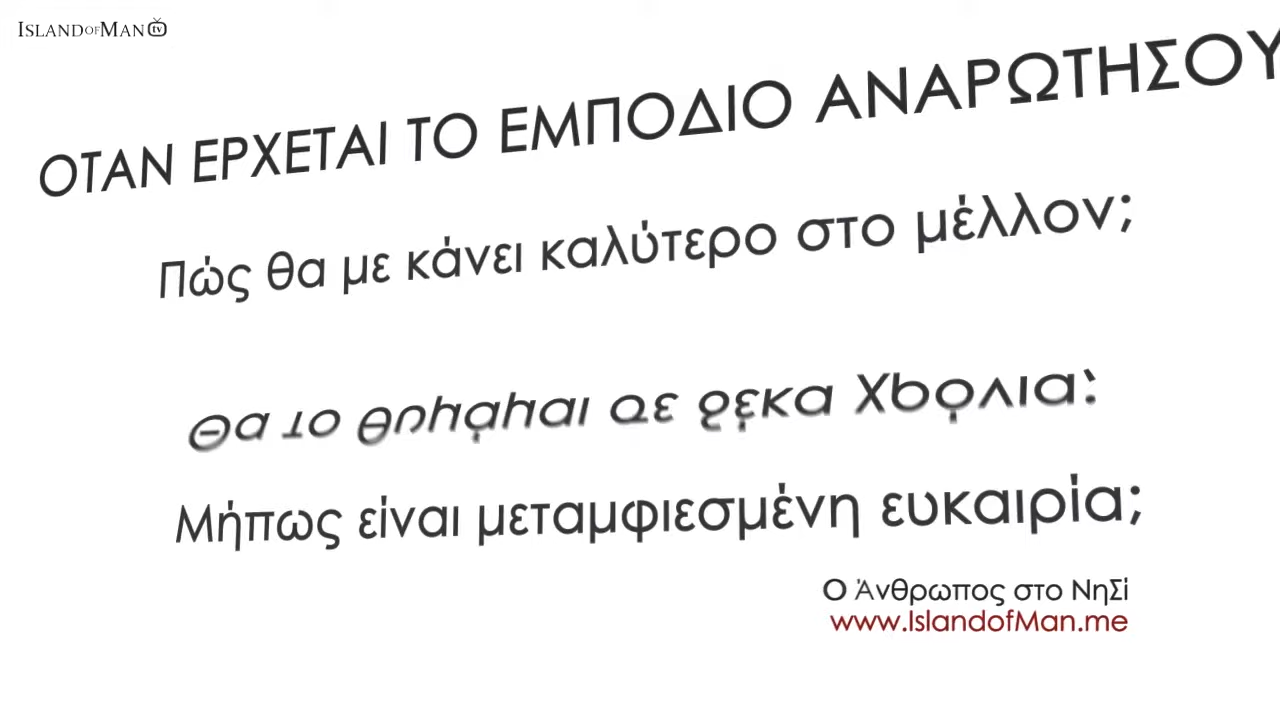 ISLANDOFMAN tv
ΟΤΑΝ ΕΡΧΕΤΑΙ ΤΟ ΕΜΠΟΔΙΟ ΑΝΑΡΩΤΗΣΟΥ
Πώς θα με κάνει καλύτερο στο μέλλον;
Θα το θυμάμαι σε δέκα χρόνια;
Μήπως είναι μεταμφιεσμένη ευκαιρία;
Ο Άνθρωπος στο ΝηΣί
www.IslandofMan.me